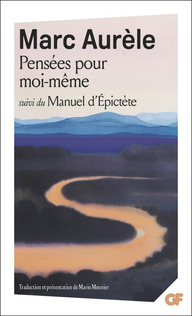 Marc Aurèle
Pensées pour
moi-même
suivi du Manuel d'Épictète
Traduction et présentation de Mario Meunier
GF